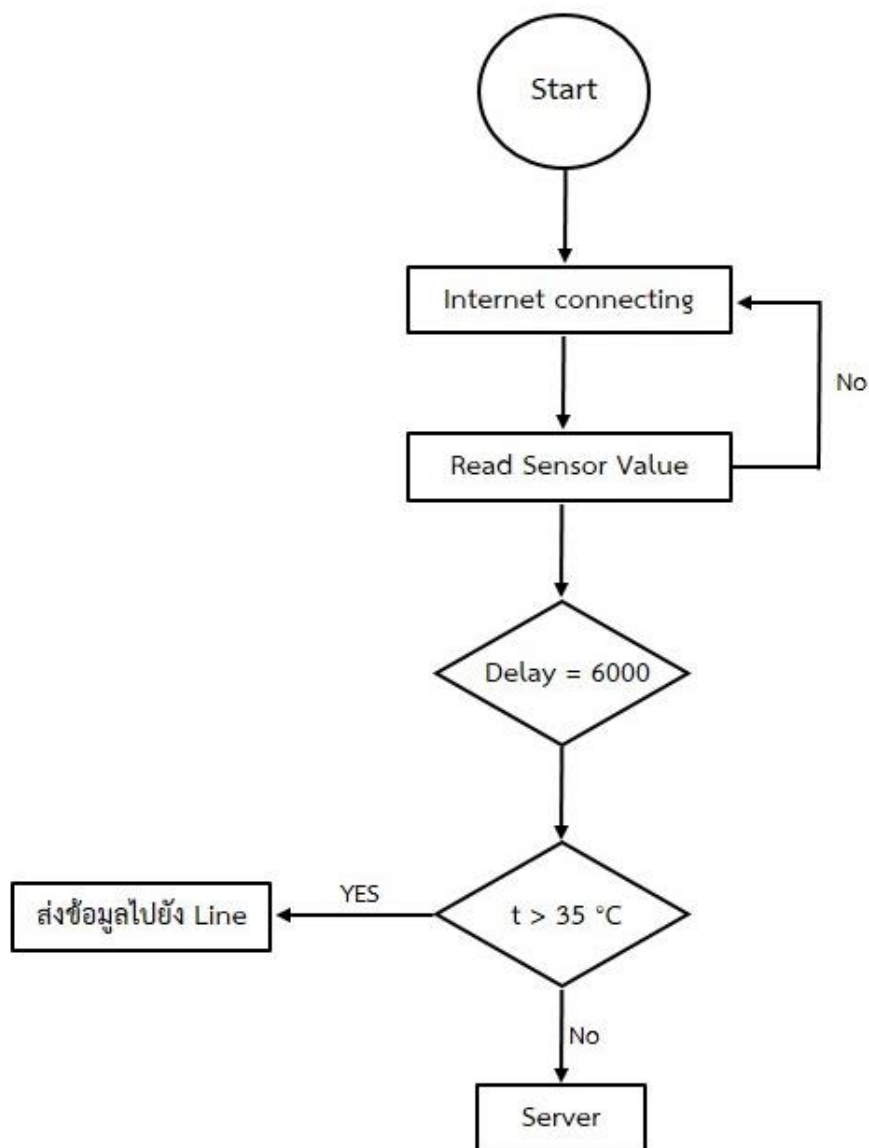 Start
Internet connecting
No
Read Sensor Value
Delay = 6000
t > 35 °C
YES
ส่งข้อมูลไปยัง Line
No
Server